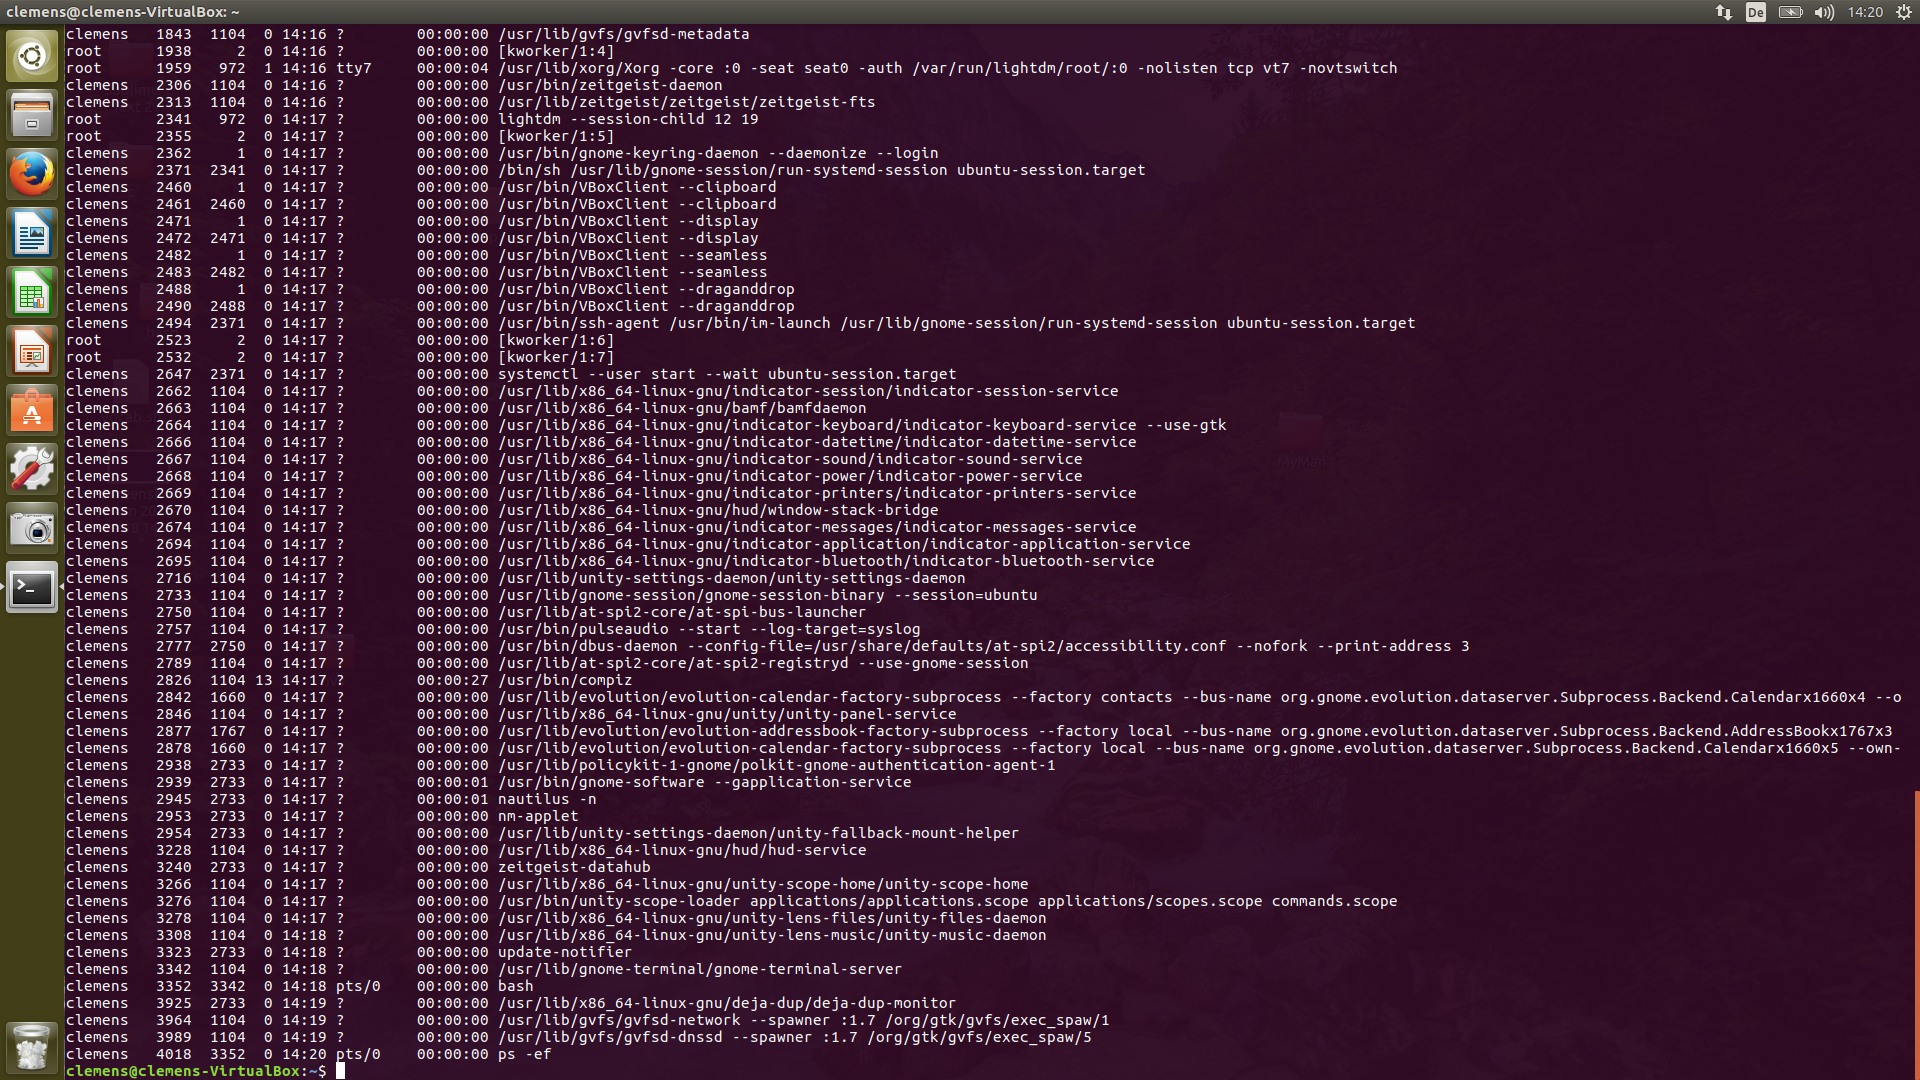 clemens@clemens-VirtualBox: ~
De
14:20
clemens   1843  1104  0 14:16 ?        00:00:00 /usr/lib/gvfs/gvfsd-metadata
root      1938     2  0 14:16 ?        00:00:00 [kworker/1:4]
root      1959   972  1 14:16 tty7     00:00:04 /usr/lib/xorg/Xorg -core :0 -seat seat0 -auth /var/run/lightdm/root/:0 -nolisten tcp vt7 -novtswitch
clemens   2306  1104  0 14:16 ?        00:00:00 /usr/bin/zeitgeist-daemon
clemens   2313  1104  0 14:16 ?        00:00:00 /usr/lib/zeitgeist/zeitgeist/zeitgeist-fts
root      2341   972  0 14:17 ?        00:00:00 lightdm --session-child 12 19
root      2355     2  0 14:17 ?        00:00:00 [kworker/1:5]
clemens   2362     1  0 14:17 ?        00:00:00 /usr/bin/gnome-keyring-daemon --daemonize --login
clemens   2371  2341  0 14:17 ?        00:00:00 /bin/sh /usr/lib/gnome-session/run-systemd-session ubuntu-session.target
clemens   2460     1  0 14:17 ?        00:00:00 /usr/bin/VBoxClient --clipboard
clemens   2461  2460  0 14:17 ?        00:00:00 /usr/bin/VBoxClient --clipboard
clemens   2471     1  0 14:17 ?        00:00:00 /usr/bin/VBoxClient --display
clemens   2472  2471  0 14:17 ?        00:00:00 /usr/bin/VBoxClient --display
clemens   2482     1  0 14:17 ?        00:00:00 /usr/bin/VBoxClient --seamless
clemens   2483  2482  0 14:17 ?        00:00:00 /usr/bin/VBoxClient --seamless
clemens   2488     1  0 14:17 ?        00:00:00 /usr/bin/VBoxClient --draganddrop
clemens   2490  2488  0 14:17 ?        00:00:00 /usr/bin/VBoxClient --draganddrop
clemens   2494  2371  0 14:17 ?        00:00:00 /usr/bin/ssh-agent /usr/bin/im-launch /usr/lib/gnome-session/run-systemd-session ubuntu-session.target
root      2523     2  0 14:17 ?        00:00:00 [kworker/1:6]
root      2532     2  0 14:17 ?        00:00:00 [kworker/1:7]
clemens   2647  2371  0 14:17 ?        00:00:00 systemctl --user start --wait ubuntu-session.target
clemens   2662  1104  0 14:17 ?        00:00:00 /usr/lib/x86_64-linux-gnu/indicator-session/indicator-session-service
clemens   2663  1104  0 14:17 ?        00:00:00 /usr/lib/x86_64-linux-gnu/bamf/bamfdaemon
clemens   2664  1104  0 14:17 ?        00:00:00 /usr/lib/x86_64-linux-gnu/indicator-keyboard/indicator-keyboard-service --use-gtk
clemens   2666  1104  0 14:17 ?        00:00:00 /usr/lib/x86_64-linux-gnu/indicator-datetime/indicator-datetime-service
clemens   2667  1104  0 14:17 ?        00:00:00 /usr/lib/x86_64-linux-gnu/indicator-sound/indicator-sound-service
clemens   2668  1104  0 14:17 ?        00:00:00 /usr/lib/x86_64-linux-gnu/indicator-power/indicator-power-service
clemens   2669  1104  0 14:17 ?        00:00:00 /usr/lib/x86_64-linux-gnu/indicator-printers/indicator-printers-service
clemens   2670  1104  0 14:17 ?        00:00:00 /usr/lib/x86_64-linux-gnu/hud/window-stack-bridge
clemens   2674  1104  0 14:17 ?        00:00:00 /usr/lib/x86_64-linux-gnu/indicator-messages/indicator-messages-service
clemens   2694  1104  0 14:17 ?        00:00:00 /usr/lib/x86_64-linux-gnu/indicator-application/indicator-application-service
clemens   2695  1104  0 14:17 ?        00:00:00 /usr/lib/x86_64-linux-gnu/indicator-bluetooth/indicator-bluetooth-service
clemens   2716  1104  0 14:17 ?        00:00:00 /usr/lib/unity-settings-daemon/unity-settings-daemon
clemens   2733  1104  0 14:17 ?        00:00:00 /usr/lib/gnome-session/gnome-session-binary --session=ubuntu
clemens   2750  1104  0 14:17 ?        00:00:00 /usr/lib/at-spi2-core/at-spi-bus-launcher
clemens   2757  1104  0 14:17 ?        00:00:00 /usr/bin/pulseaudio --start --log-target=syslog
clemens   2777  2750  0 14:17 ?        00:00:00 /usr/bin/dbus-daemon --config-file=/usr/share/defaults/at-spi2/accessibility.conf --nofork --print-address 3
clemens   2789  1104  0 14:17 ?        00:00:00 /usr/lib/at-spi2-core/at-spi2-registryd --use-gnome-session
clemens   2826  1104 13 14:17 ?        00:00:27 /usr/bin/compiz
clemens   2842  1660  0 14:17 ?        00:00:00 /usr/lib/evolution/evolution-calendar-factory-subprocess --factory contacts --bus-name org.gnome.evolution.dataserver.Subprocess.Backend.Calendarx1660x4 --o
clemens   2846  1104  0 14:17 ?        00:00:00 /usr/lib/x86_64-linux-gnu/unity/unity-panel-service
clemens   2877  1767  0 14:17 ?        00:00:00 /usr/lib/evolution/evolution-addressbook-factory-subprocess --factory local --bus-name org.gnome.evolution.dataserver.Subprocess.Backend.AddressBookx1767x3
clemens   2878  1660  0 14:17 ?        00:00:00 /usr/lib/evolution/evolution-calendar-factory-subprocess --factory local --bus-name org.gnome.evolution.dataserver.Subprocess.Backend.Calendarx1660x5 --own-
clemens   2938  2733  0 14:17 ?        00:00:00 /usr/lib/policykit-1-gnome/polkit-gnome-authentication-agent-1
clemens   2939  2733  0 14:17 ?        00:00:01 /usr/bin/gnome-software --gapplication-service
clemens   2945  2733  0 14:17 ?        00:00:01 nautilus -n
clemens   2953  2733  0 14:17 ?        00:00:00 nm-applet
clemens   2954  2733  0 14:17 ?        00:00:00 /usr/lib/unity-settings-daemon/unity-fallback-mount-helper
clemens   3228  1104  0 14:17 ?        00:00:00 /usr/lib/x86_64-linux-gnu/hud/hud-service
clemens   3240  2733  0 14:17 ?        00:00:00 zeitgeist-datahub
clemens   3266  1104  0 14:17 ?        00:00:00 /usr/lib/x86_64-linux-gnu/unity-scope-home/unity-scope-home
clemens   3276  1104  0 14:17 ?        00:00:00 /usr/bin/unity-scope-loader applications/applications.scope applications/scopes.scope commands.scope
clemens   3278  1104  0 14:17 ?        00:00:00 /usr/lib/x86_64-linux-gnu/unity-lens-files/unity-files-daemon
clemens   3308  1104  0 14:18 ?        00:00:00 /usr/lib/x86_64-linux-gnu/unity-lens-music/unity-music-daemon
clemens   3323  2733  0 14:18 ?        00:00:00 update-notifier
clemens   3342  1104  0 14:18 ?        00:00:00 /usr/lib/gnome-terminal/gnome-terminal-server
clemens   3352  3342  0 14:18 pts/0    00:00:00 bash
clemens   3925  2733  0 14:19 ?        00:00:00 /usr/lib/x86_64-linux-gnu/deja-dup/deja-dup-monitor
clemens   3964  1104  0 14:19 ?        00:00:00 /usr/lib/gvfs/gvfsd-network --spawner :1.7 /org/gtk/gvfs/exec_spaw/1
clemens   3989  1104  0 14:19 ?        00:00:00 /usr/lib/gvfs/gvfsd-dnssd --spawner :1.7 /org/gtk/gvfs/exec_spaw/5
clemens   4018  3352  0 14:20 pts/0    00:00:00 ps -ef
clemens@clemens-VirtualBox:~$